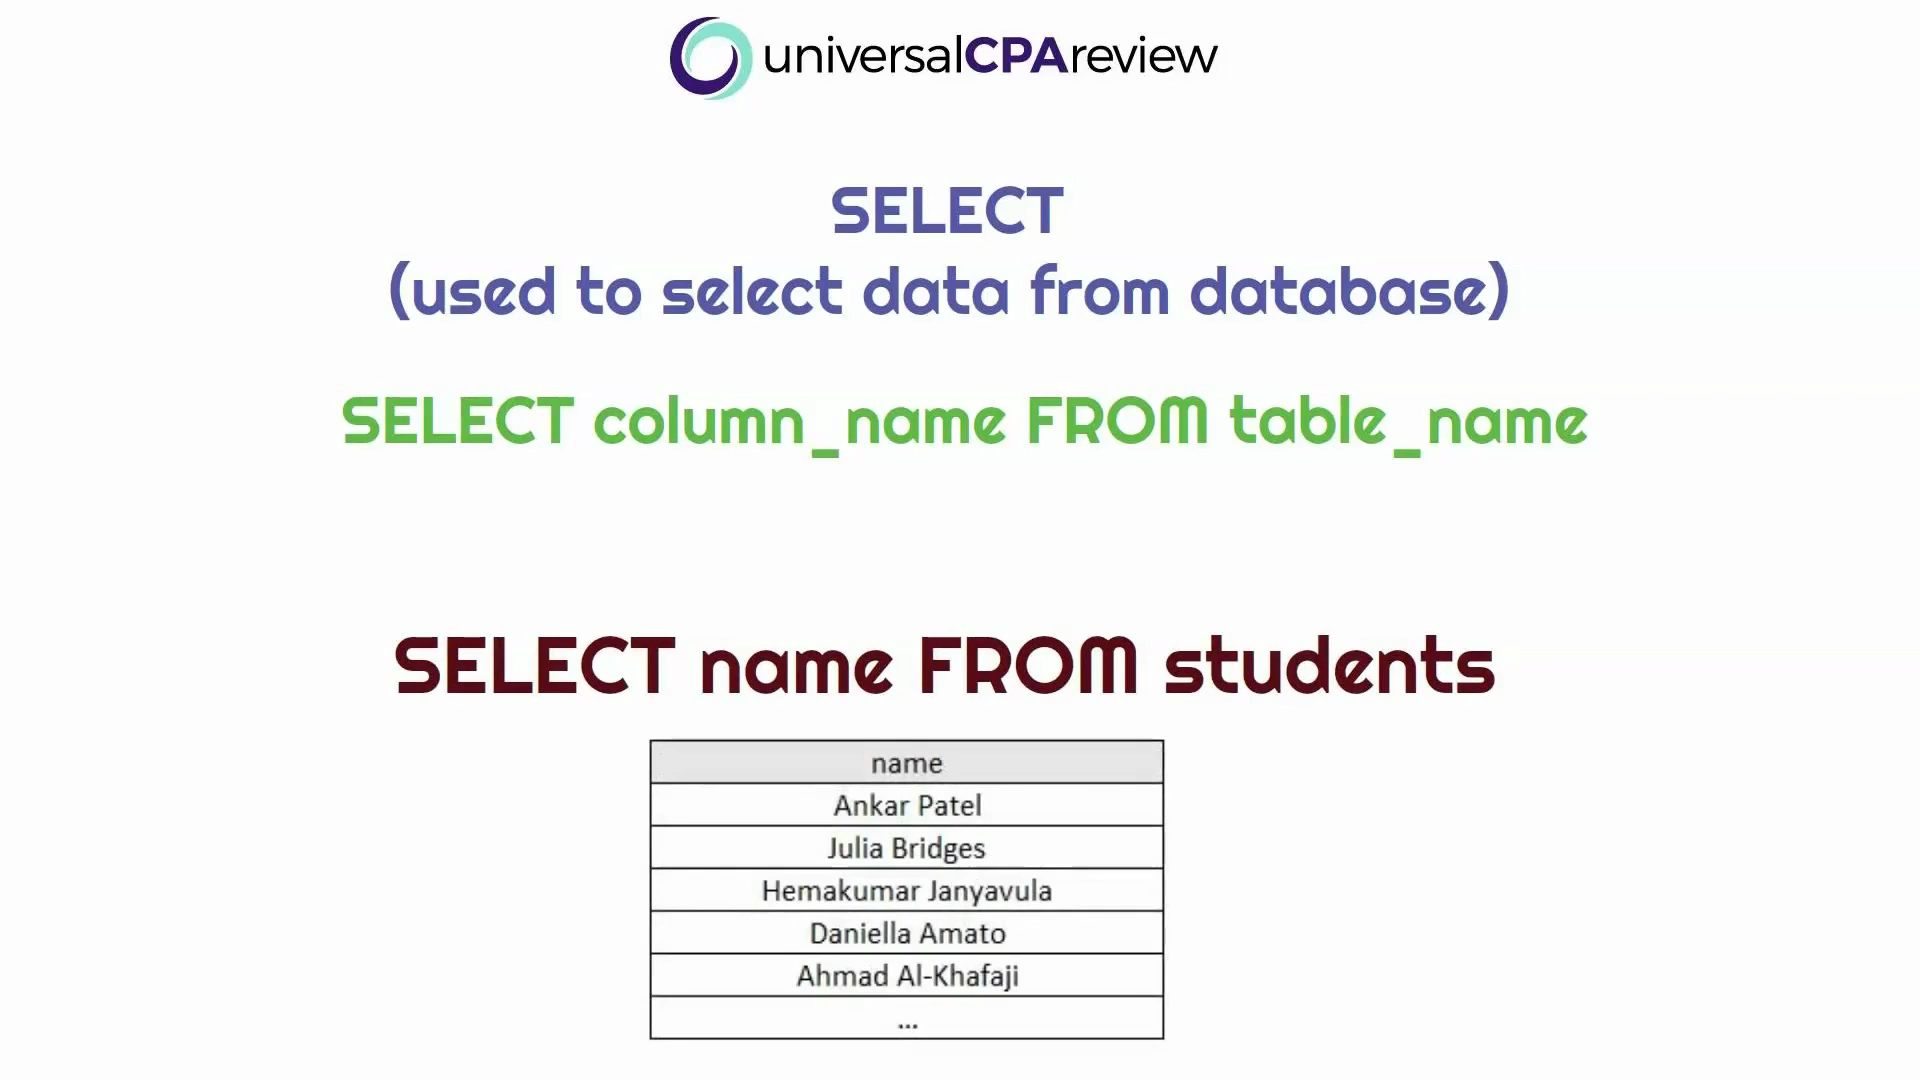 universalCPAreview
SELECT
(used to select data from database)
SELECT column_name FROM table_name
SELECT name FROM students
name
Ankar Patel
Julia Bridges
Hemakumar Janyavula
Daniella Amato
Ahmad Al-Khafaji
...